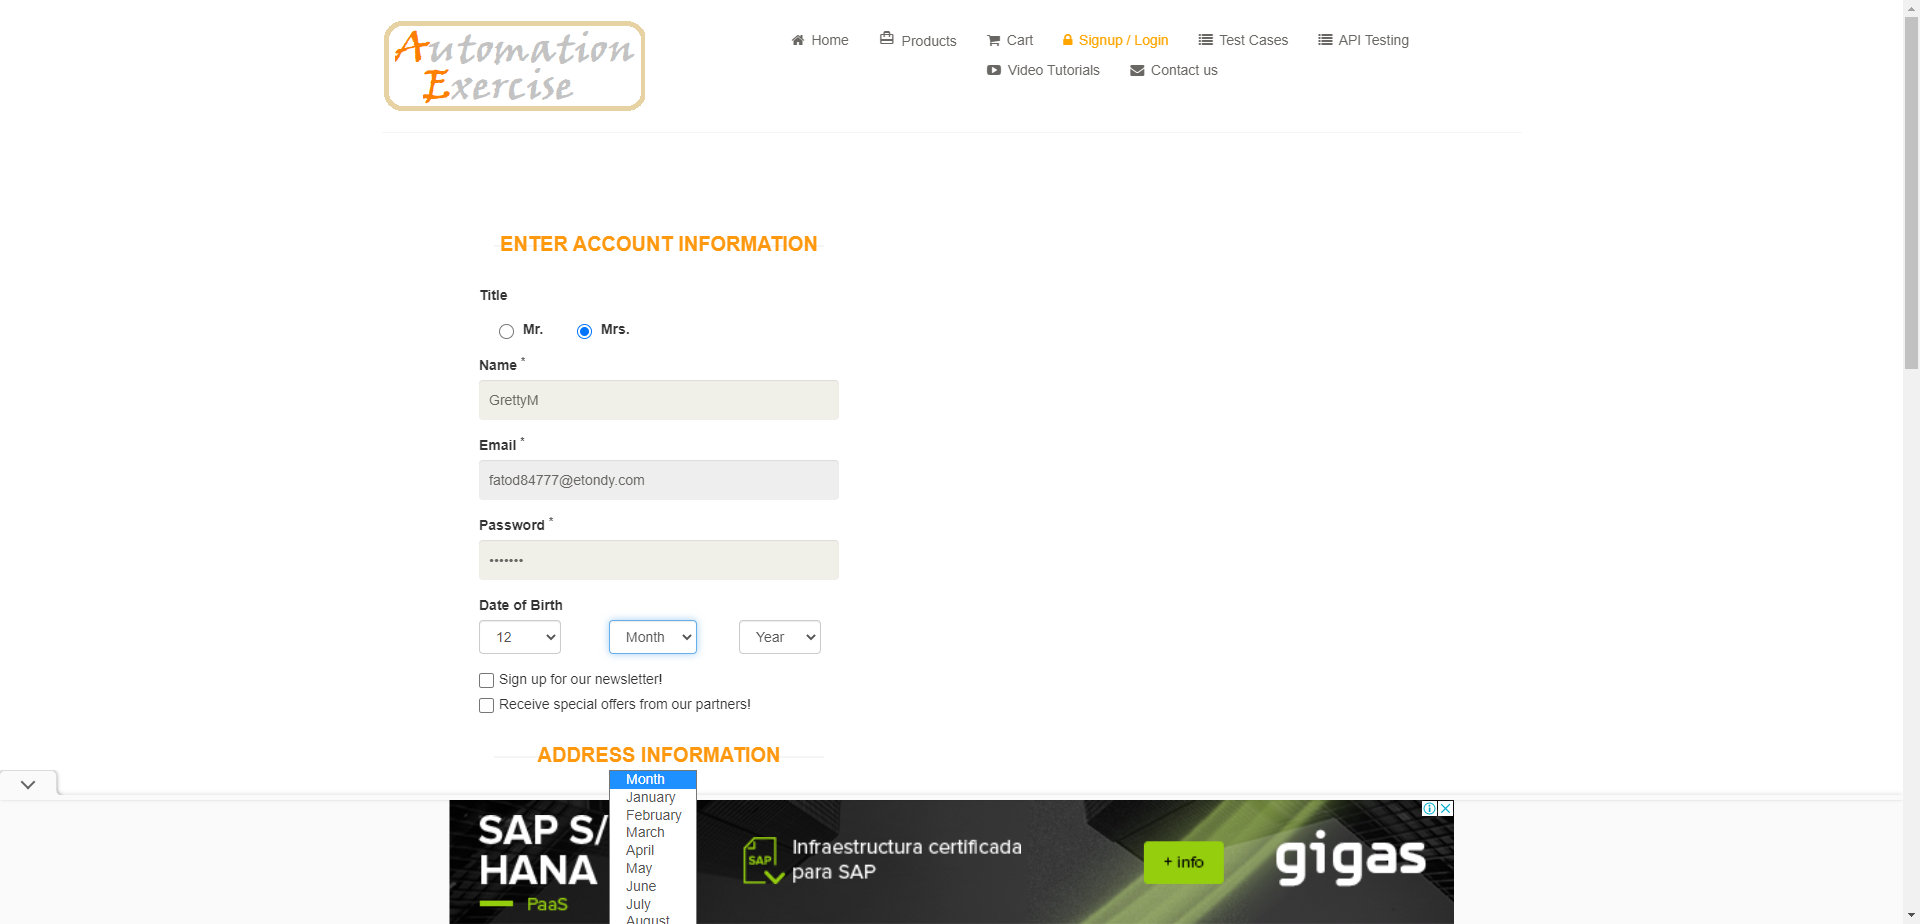 Automation
Exercise
Home
Products
Cart
Signup / Login
Test Cases
API Testing
Video Tutorials
Contact us
ENTER ACCOUNT INFORMATION
Title
Mr.
Mrs.
Name *
GrettyM
Email *
fatod84777@etondy.com
Password *
•••••••
Date of Birth
12
Month
Year
Sign up for our newsletter!
Receive special offers from our partners!
ADDRESS INFORMATION
Month
January
February
March
April
May
June
July
August
SAP S/
HANA
PaaS
SAP
Infraestructura certificada
para SAP
+ info
gigas